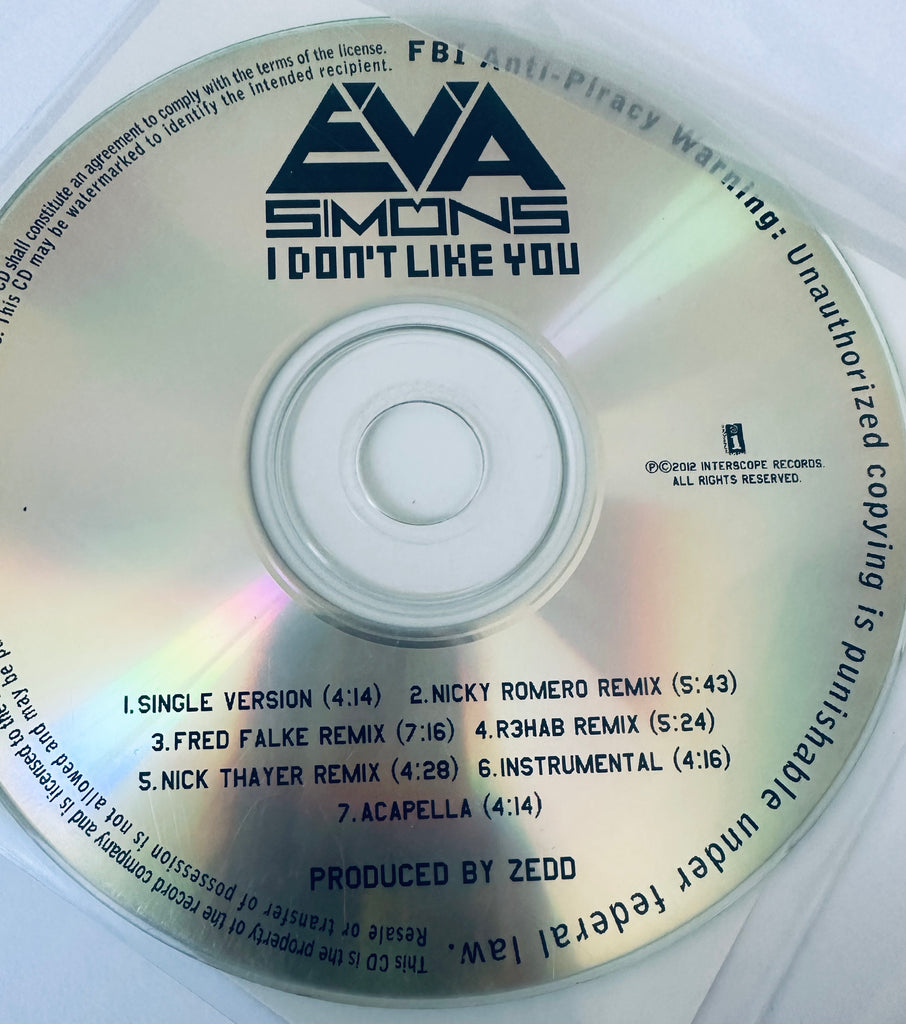 EVA
SIMONS
I DON'T LIKE YOU
℗©2012 INTERSCOPE RECORDS.
ALL RIGHTS RESERVED.
1.SINGLE VERSION (4:14) 2.NICKY ROMERO REMIX (5:43)
3.FRED FALKE REMIX (7:16) 4.R3HAB REMIX (5:24)
5.NICK THAYER REMIX (4:28) 6.INSTRUMENTAL (4:16)
7.ACAPELLA (4:14)
PRODUCED BY ZEDD
FBI Anti-Piracy Warning: Unauthorized copying is punishable under federal law.
This CD is the property of the record company and is licensed to the
Resale or transfer of possession is not allowed and may be
CD shall constitute an agreement to comply with the terms of the license.
This CD may be watermarked to identify the intended recipient.